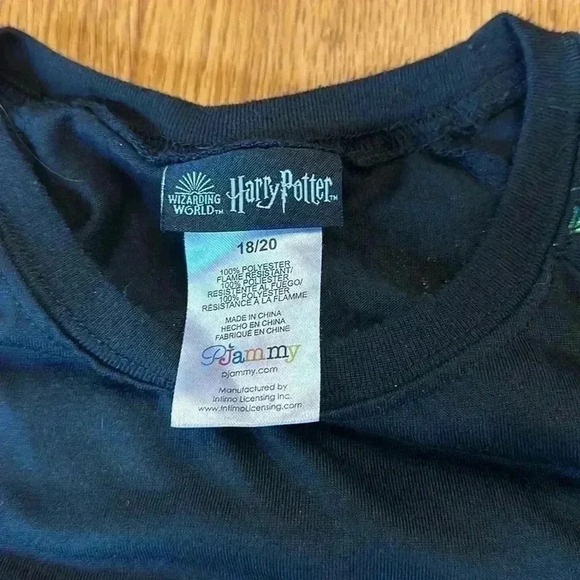 WIZARDING
WORLD™
Harry Potter™
18/20
100% POLYESTER
FLAME RESISTANT/
100% POLIESTER
RESISTENTE AL FUEGO/
100% POLYESTER
RÉSISTANCE À LA FLAMME
MADE IN CHINA
HECHO EN CHINA
FABRIQUÉ EN CHINE
PJammy
pjammy.com
Manufactured by
Intimo Licensing Inc.
www.IntimoLicensing.com